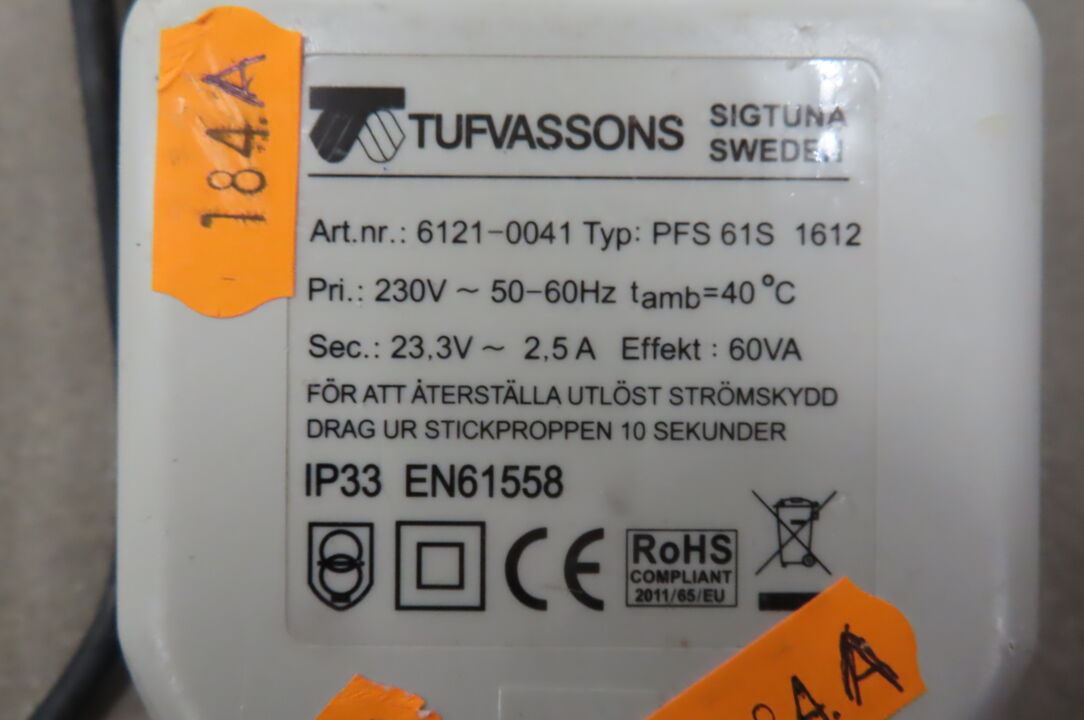 184.A
TUFVASSONS
SIGTUNA
SWEDEN
Art.nr.: 6121-0041 Typ: PFS 61S 1612
Pri.: 230V ~ 50-60Hz tamb=40 °C
Sec.: 23,3V ~ 2,5 A Effekt : 60VA
FÖR ATT ÅTERSTÄLLA UTLÖST STRÖMSKYDD
DRAG UR STICKPROPPEN 10 SEKUNDER
IP33 EN61558
CE
RoHS
COMPLIANT
2011/65/EU
4.A